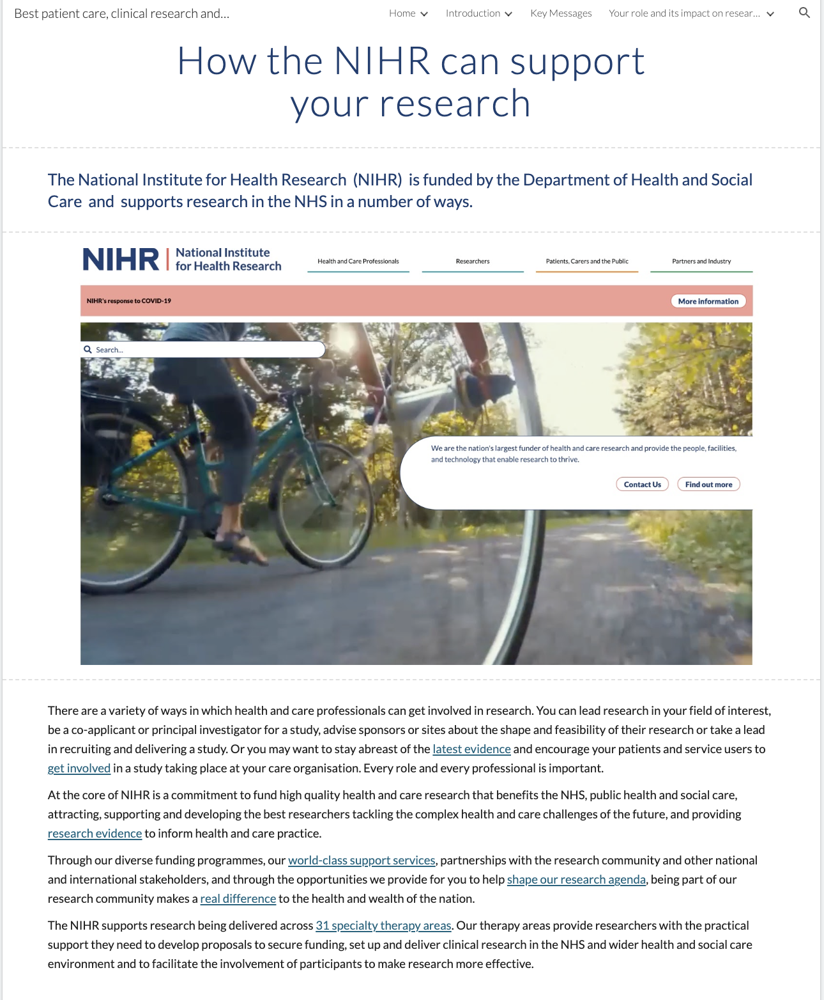 Best patient care, clinical research and...
Home
Introduction
Key Messages
Your role and its impact on resear...
How the NIHR can support
your research
The National Institute for Health Research (NIHR) is funded by the Department of Health and Social
Care and supports research in the NHS in a number of ways.
NIHR | National Institute
for Health Research
Health and Care Professionals
Researchers
Patients, Carers and the Public
Partners and Industry
NIHR's response to COVID-19
More information
Search...
We are the nation's largest funder of health and care research and provide the people, facilities,
and technology that enable research to thrive.
Contact Us
Find out more
There are a variety of ways in which health and care professionals can get involved in research. You can lead research in your field of interest,
be a co-applicant or principal investigator for a study, advise sponsors or sites about the shape and feasibility of their research or take a lead
in recruiting and delivering a study. Or you may want to stay abreast of the latest evidence and encourage your patients and service users to
get involved in a study taking place at your care organisation. Every role and every professional is important.
At the core of NIHR is a commitment to fund high quality health and care research that benefits the NHS, public health and social care,
attracting, supporting and developing the best researchers tackling the complex health and care challenges of the future, and providing
research evidence to inform health and care practice.
Through our diverse funding programmes, our world-class support services, partnerships with the research community and other national
and international stakeholders, and through the opportunities we provide for you to help shape our research agenda, being part of our
research community makes a real difference to the health and wealth of the nation.
The NIHR supports research being delivered across 31 specialty therapy areas. Our therapy areas provide researchers with the practical
support they need to develop proposals to secure funding, set up and deliver clinical research in the NHS and wider health and social care
environment and to facilitate the involvement of participants to make research more effective.